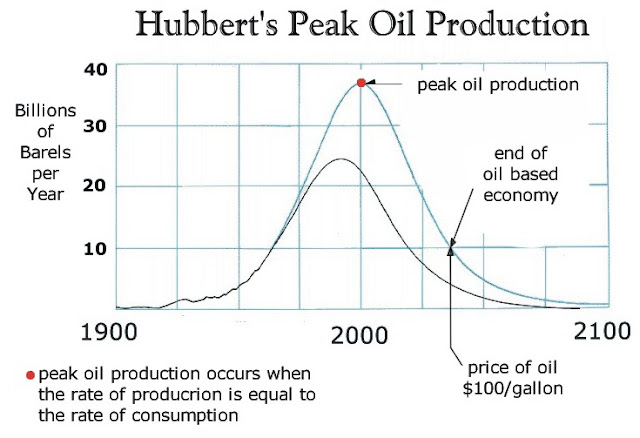 Hubbert's Peak Oil Production
40
30
20
10
Billions
of
Barels
per
Year
peak oil production
end of
oil based
economy
1900
2000
2100
price of oil
$100/gallon
peak oil production occurs when
the rate of procrion is equal to
the rate of consumption